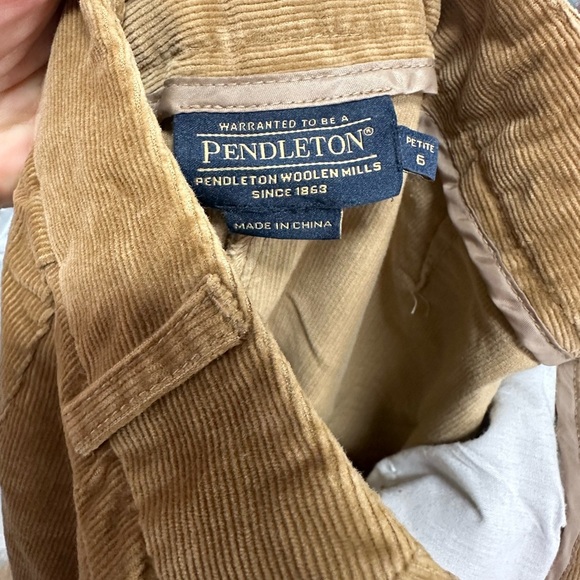 WARRANTED TO BE A
PENDLETON®
PENDLETON WOOLEN MILLS
SINCE 1863
PETITE
6
MADE IN CHINA